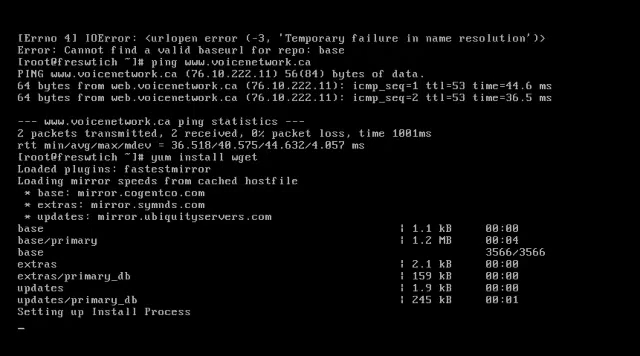 [Errno 4] IOError: <urlopen error (-3, 'Temporary failure in name resolution')>
Error: Cannot find a valid baseurl for repo: base
[root@freswtich ~]# ping www.voicenetwork.ca
PING www.voicenetwork.ca (76.10.222.11) 56(84) bytes of data.
64 bytes from web.voicenetwork.ca (76.10.222.11): icmp_seq=1 ttl=53 time=44.6 ms
64 bytes from web.voicenetwork.ca (76.10.222.11): icmp_seq=2 ttl=53 time=36.5 ms
--- www.voicenetwork.ca ping statistics ---
2 packets transmitted, 2 received, 0% packet loss, time 1001ms
rtt min/avg/max/mdev = 36.518/40.575/44.632/4.057 ms
[root@freswtich ~]# yum install wget
Loaded plugins: fastestmirror
Loading mirror speeds from cached hostfile
 * base: mirror.cogentco.com
 * extras: mirror.symnds.com
 * updates: mirror.ubiquityservers.com
base | 1.1 kB 00:00
base/primary | 1.2 MB 00:04
base 3566/3566
extras | 2.1 kB 00:00
extras/primary_db | 159 kB 00:00
updates | 1.9 kB 00:00
updates/primary_db | 245 kB 00:01
Setting up Install Process
_